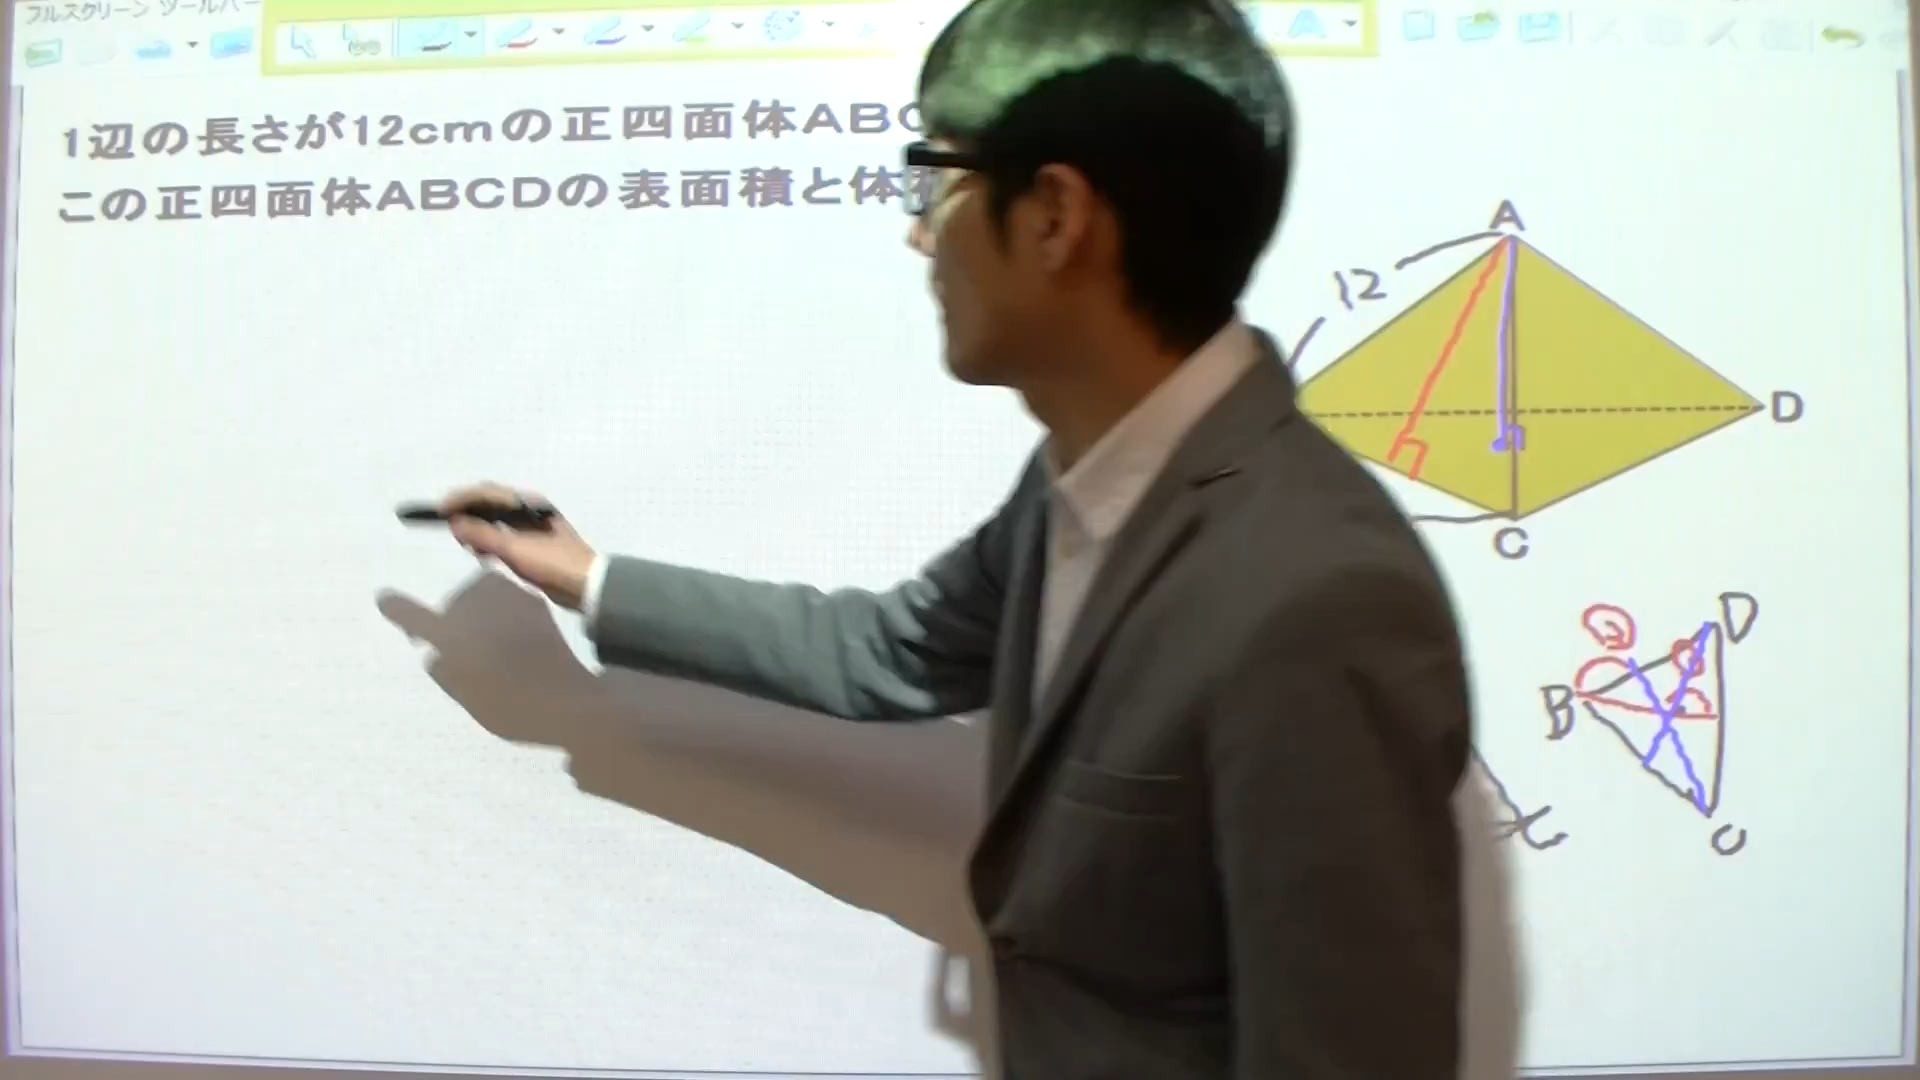 フルスクリーン ツールバー
1辺の長さが12cmの正四面体ABC
この正四面体ABCDの表面積と体
A
12
D
C
D
②
B
C